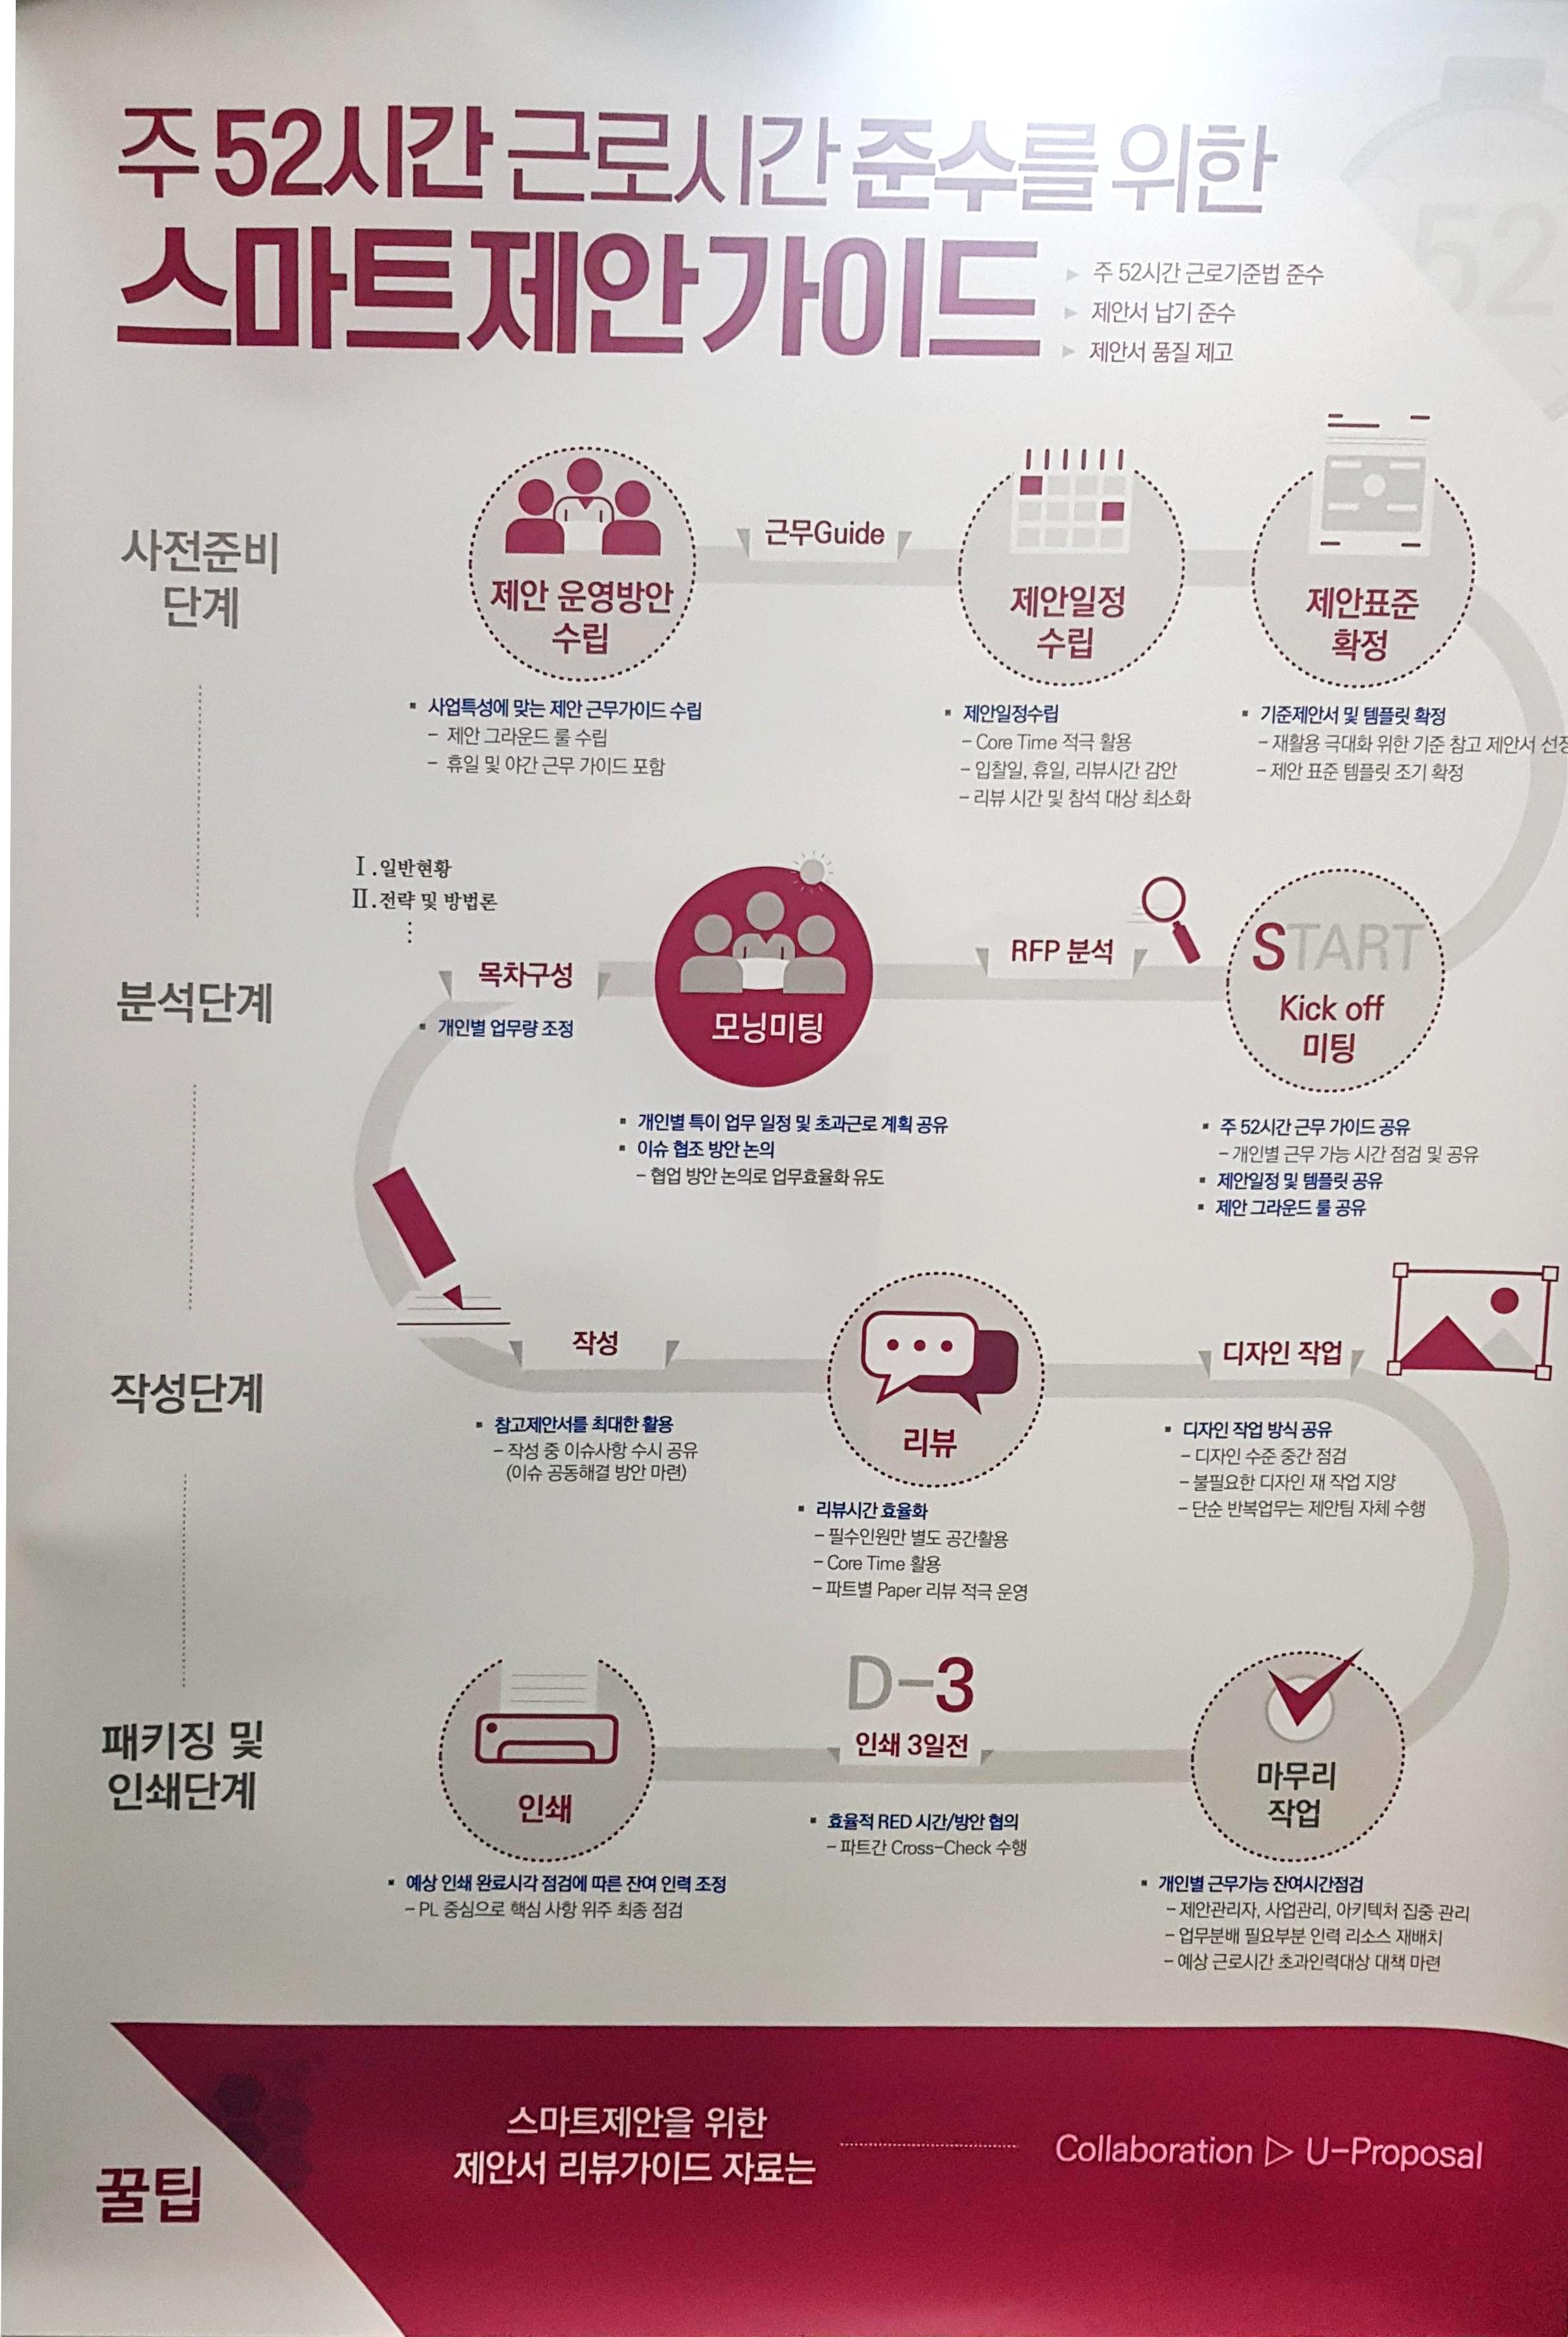 주 52시간 근로시간 준수를 위한
스마트제안 가이드
▶ 주 52시간 근로기준법 준수
▶ 제안서 납기 준수
▶ 제안서 품질 제고
52
사전준비
단계
제안 운영방안
수립
근무Guide
제안일정
수립
제안표준
확정
▪ 사업특성에 맞는 제안 근무가이드 수립
– 제안 그라운드 룰 수립
– 휴일 및 야간 근무 가이드 포함
▪ 제안일정수립
– Core Time 적극 활용
– 입찰일, 휴일, 리뷰시간 감안
– 리뷰 시간 및 참석 대상 최소화
▪ 기준제안서 및 템플릿 확정
– 재활용 극대화 위한 기준 참고 제안서 선정
– 제안 표준 템플릿 조기 확정
분석단계
Ⅰ.일반현황
Ⅱ.전략 및 방법론
⋮
목차구성
▪ 개인별 업무량 조정
모닝미팅
RFP 분석
START
Kick off
미팅
▪ 개인별 특이 업무 일정 및 초과근로 계획 공유
▪ 이슈 협조 방안 논의
– 협업 방안 논의로 업무효율화 유도
▪ 주 52시간 근무 가이드 공유
– 개인별 근무 가능 시간 점검 및 공유
▪ 제안일정 및 템플릿 공유
▪ 제안 그라운드 룰 공유
작성단계
작성
리뷰
디자인 작업
▪ 참고제안서를 최대한 활용
– 작성 중 이슈사항 수시 공유
(이슈 공동해결 방안 마련)
▪ 리뷰시간 효율화
– 필수인원만 별도 공간활용
– Core Time 활용
– 파트별 Paper 리뷰 적극 운영
▪ 디자인 작업 방식 공유
– 디자인 수준 중간 점검
– 불필요한 디자인 재 작업 지양
– 단순 반복업무는 제안팀 자체 수행
패키징 및
인쇄단계
인쇄
D-3
인쇄 3일전
마무리
작업
▪ 예상 인쇄 완료시각 점검에 따른 잔여 인력 조정
– PL 중심으로 핵심 사항 위주 최종 점검
▪ 효율적 RED 시간/방안 협의
– 파트간 Cross-Check 수행
▪ 개인별 근무가능 잔여시간점검
– 제안관리자, 사업관리, 아키텍처 집중 관리
– 업무분배 필요부분 인력 리소스 재배치
– 예상 근로시간 초과인력대상 대책 마련
꿀팁
스마트제안을 위한
제안서 리뷰가이드 자료는
Collaboration ▷ U-Proposal